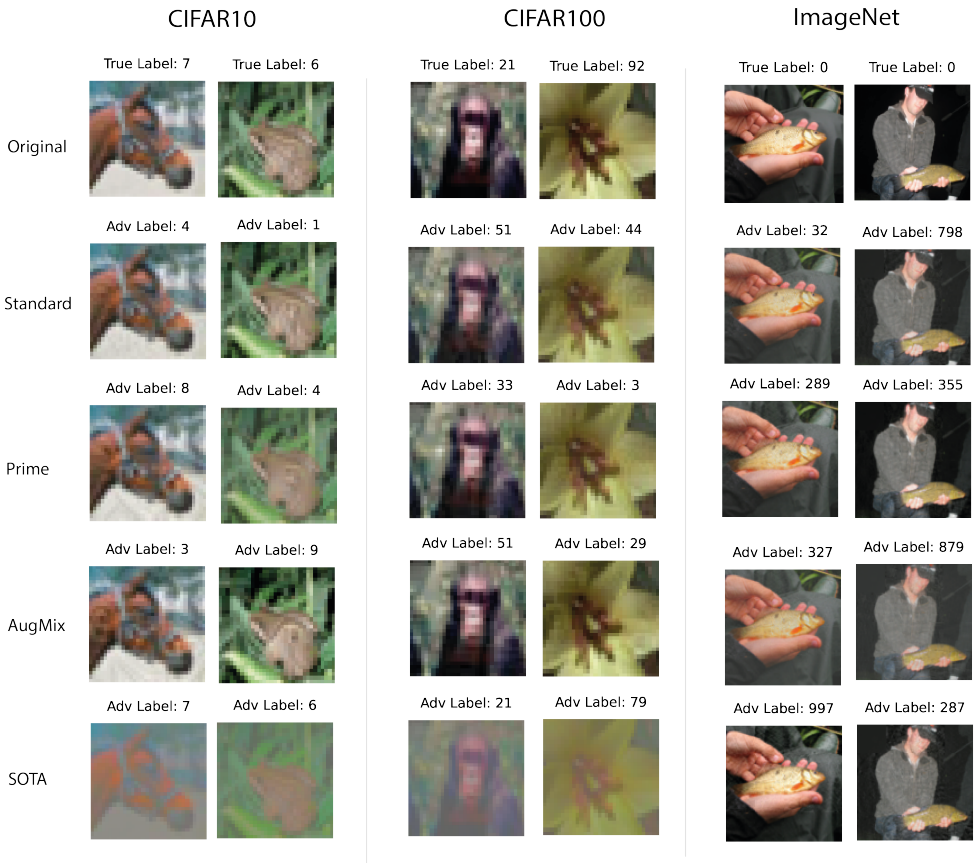 CIFAR10 CIFAR100 ImageNet
True Label: 7 True Label: 6 True Label: 21 True Label: 92 True Label: 0 True Label: 0
Original
Adv Label: 4 Adv Label: 1 Adv Label: 51 Adv Label: 44 Adv Label: 32 Adv Label: 798
Standard
Adv Label: 8 Adv Label: 4 Adv Label: 33 Adv Label: 3 Adv Label: 289 Adv Label: 355
Prime
Adv Label: 3 Adv Label: 9 Adv Label: 51 Adv Label: 29 Adv Label: 327 Adv Label: 879
AugMix
Adv Label: 7 Adv Label: 6 Adv Label: 21 Adv Label: 79 Adv Label: 997 Adv Label: 287
SOTA